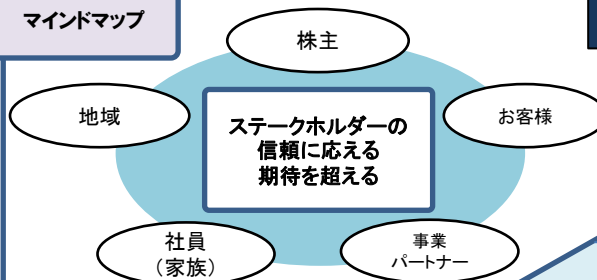 マインドマップ
株主
地域
お客様
ステークホルダーの
信頼に応える
期待を超える
社員
（家族）
事業
パートナー